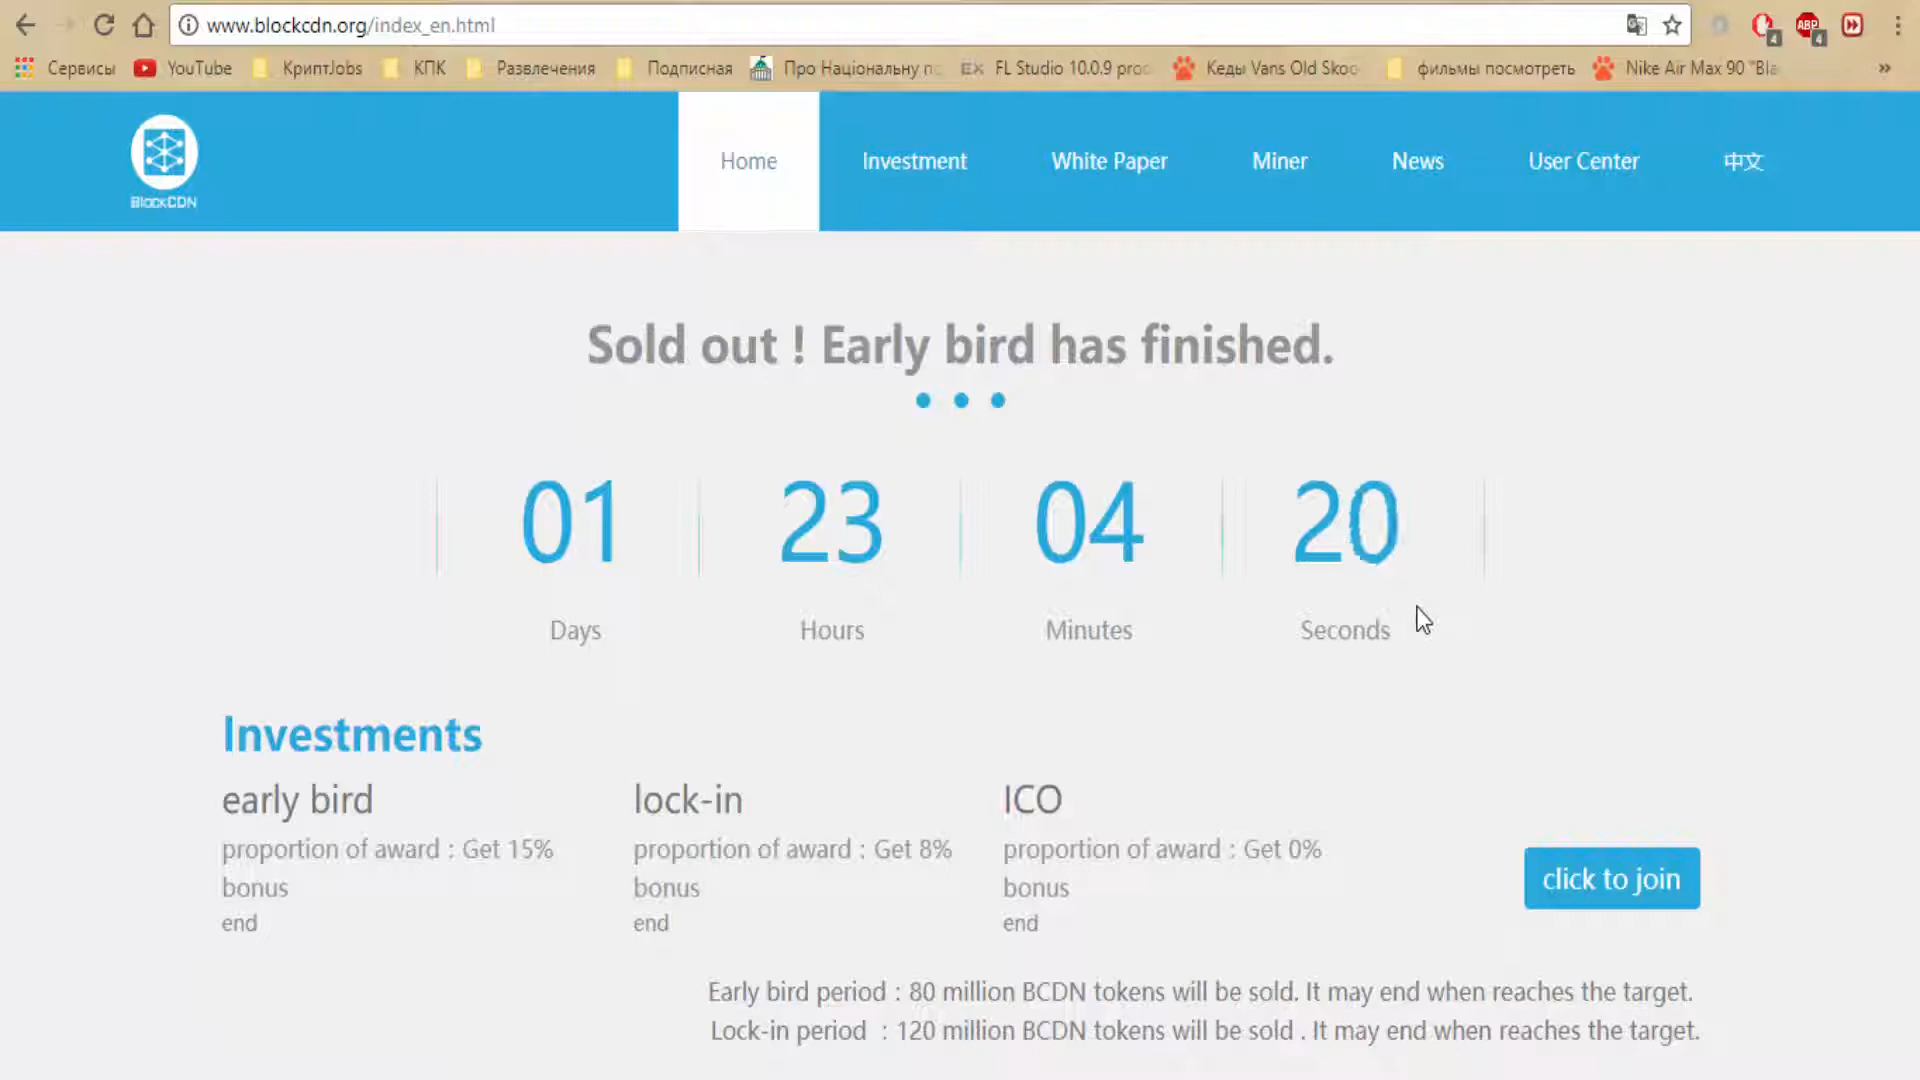 www.blockcdn.org/index_en.html
4
ABP
4
Сервисы YouTube КриптJobs КПК Развлечения Подписная Про Національну EX FL Studio 10.0.9 Кеды Vans Old Skoo фильмы посмотреть Nike Air Max 90 "Bla »
BlockCDN
Home Investment White Paper Miner News User Center 中文
Sold out ! Early bird has finished.
01 23 04 20
Days Hours Minutes Seconds
Investments
early bird lock-in ICO
proportion of award : Get 15% proportion of award : Get 8% proportion of award : Get 0%
bonus bonus bonus
end end end
click to join
Early bird period : 80 million BCDN tokens will be sold. It may end when reaches the target.
Lock-in period : 120 million BCDN tokens will be sold . It may end when reaches the target.